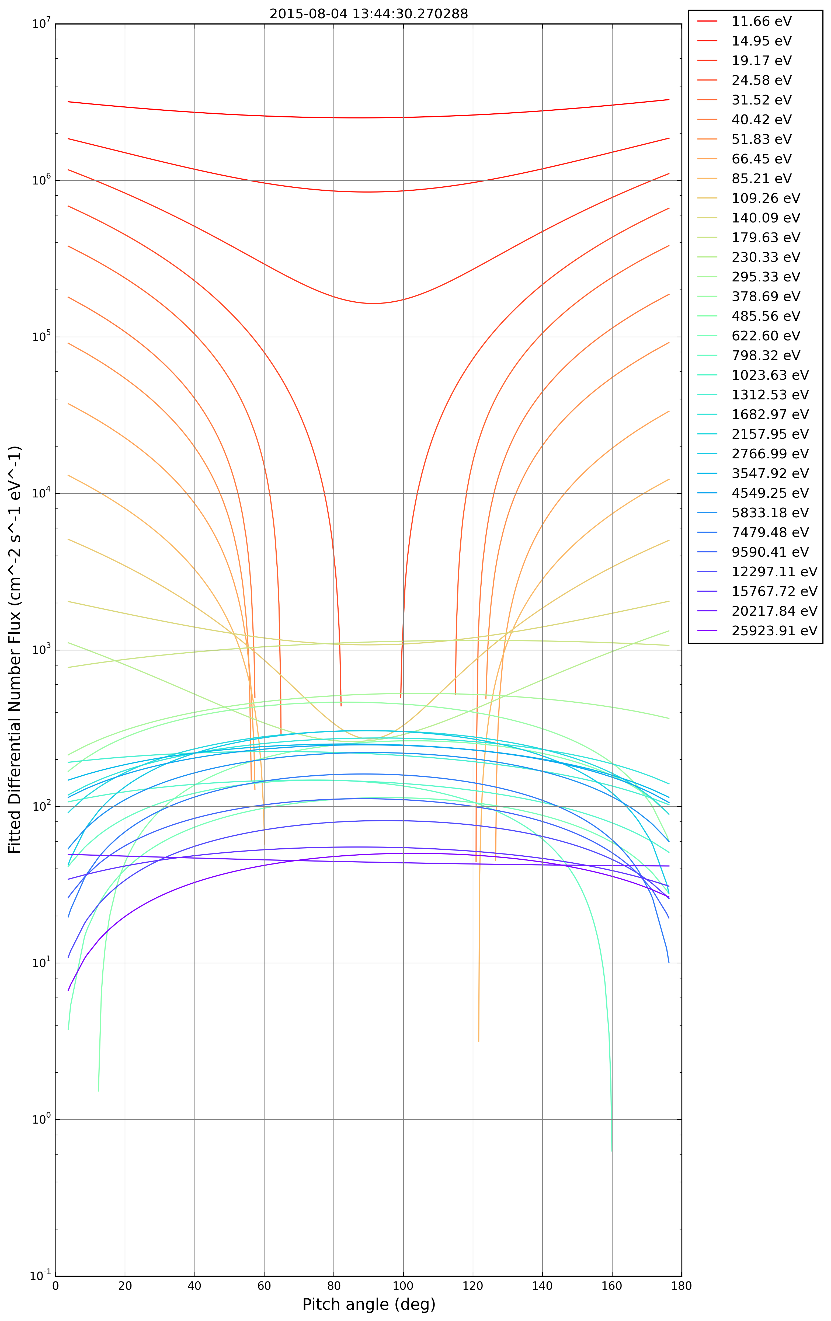 2015-08-04 13:44:30.270288
10^7
10^6
10^5
10^4
10^3
10^2
10^1
10^0
10^-1
Fitted Differential Number Flux (cm^-2 s^-1 eV^-1)
0 20 40 60 80 100 120 140 160 180
Pitch angle (deg)
11.66 eV
14.95 eV
19.17 eV
24.58 eV
31.52 eV
40.42 eV
51.83 eV
66.45 eV
85.21 eV
109.26 eV
140.09 eV
179.63 eV
230.33 eV
295.33 eV
378.69 eV
485.56 eV
622.60 eV
798.32 eV
1023.63 eV
1312.53 eV
1682.97 eV
2157.95 eV
2766.99 eV
3547.92 eV
4549.25 eV
5833.18 eV
7479.48 eV
9590.41 eV
12297.11 eV
15767.72 eV
20217.84 eV
25923.91 eV